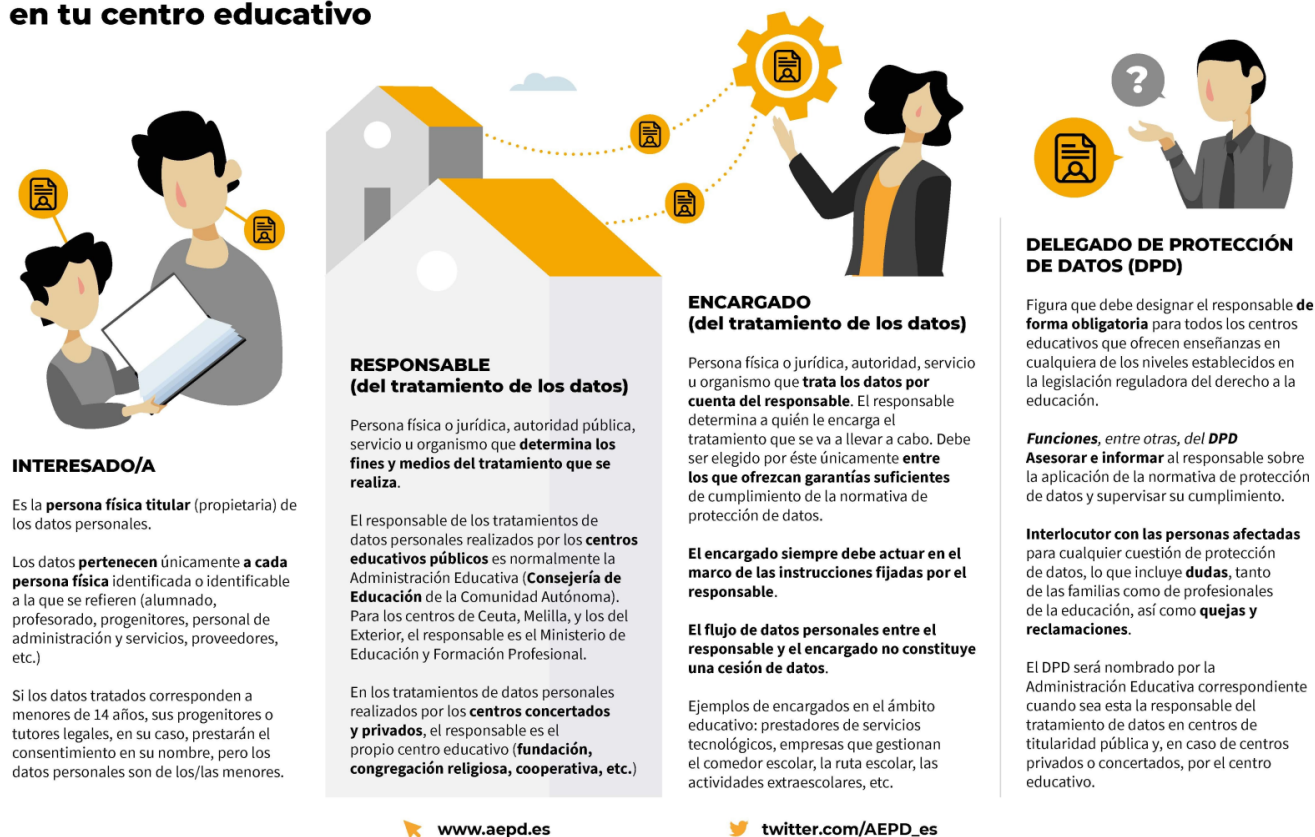 en tu centro educativo
?
INTERESADO/A
Es la persona física titular (propietaria) de
los datos personales.
Los datos pertenecen únicamente a cada
persona física identificada o identificable
a la que se refieren (alumnado,
profesorado, progenitores, personal de
administración y servicios, proveedores,
etc.)
Si los datos tratados corresponden a
menores de 14 años, sus progenitores o
tutores legales, en su caso, prestarán el
consentimiento en su nombre, pero los
datos personales son de los/las menores.
RESPONSABLE
(del tratamiento de los datos)
Persona física o jurídica, autoridad pública,
servicio u organismo que determina los
fines y medios del tratamiento que se
realiza.
El responsable de los tratamientos de
datos personales realizados por los centros
educativos públicos es normalmente la
Administración Educativa (Consejería de
Educación de la Comunidad Autónoma).
Para los centros de Ceuta, Melilla, y los del
Exterior, el responsable es el Ministerio de
Educación y Formación Profesional.
En los tratamientos de datos personales
realizados por los centros concertados
y privados, el responsable es el
propio centro educativo (fundación,
congregación religiosa, cooperativa, etc.)
ENCARGADO
(del tratamiento de los datos)
Persona física o jurídica, autoridad, servicio
u organismo que trata los datos por
cuenta del responsable. El responsable
determina a quién le encarga el
tratamiento que se va a llevar a cabo. Debe
ser elegido por éste únicamente entre
los que ofrezcan garantías suficientes
de cumplimiento de la normativa de
protección de datos.
El encargado siempre debe actuar en el
marco de las instrucciones fijadas por el
responsable.
El flujo de datos personales entre el
responsable y el encargado no constituye
una cesión de datos.
Ejemplos de encargados en el ámbito
educativo: prestadores de servicios
tecnológicos, empresas que gestionan
el comedor escolar, la ruta escolar, las
actividades extraescolares, etc.
DELEGADO DE PROTECCIÓN
DE DATOS (DPD)
Figura que debe designar el responsable de
forma obligatoria para todos los centros
educativos que ofrecen enseñanzas en
cualquiera de los niveles establecidos en
la legislación reguladora del derecho a la
educación.
Funciones, entre otras, del DPD
Asesorar e informar al responsable sobre
la aplicación de la normativa de protección
de datos y supervisar su cumplimiento.
Interlocutor con las personas afectadas
para cualquier cuestión de protección
de datos, lo que incluye dudas, tanto
de las familias como de profesionales
de la educación, así como quejas y
reclamaciones.
El DPD será nombrado por la
Administración Educativa correspondiente
cuando sea esta la responsable del
tratamiento de datos en centros de
titularidad pública y, en caso de centros
privados o concertados, por el centro
educativo.
www.aepd.es
twitter.com/AEPD_es